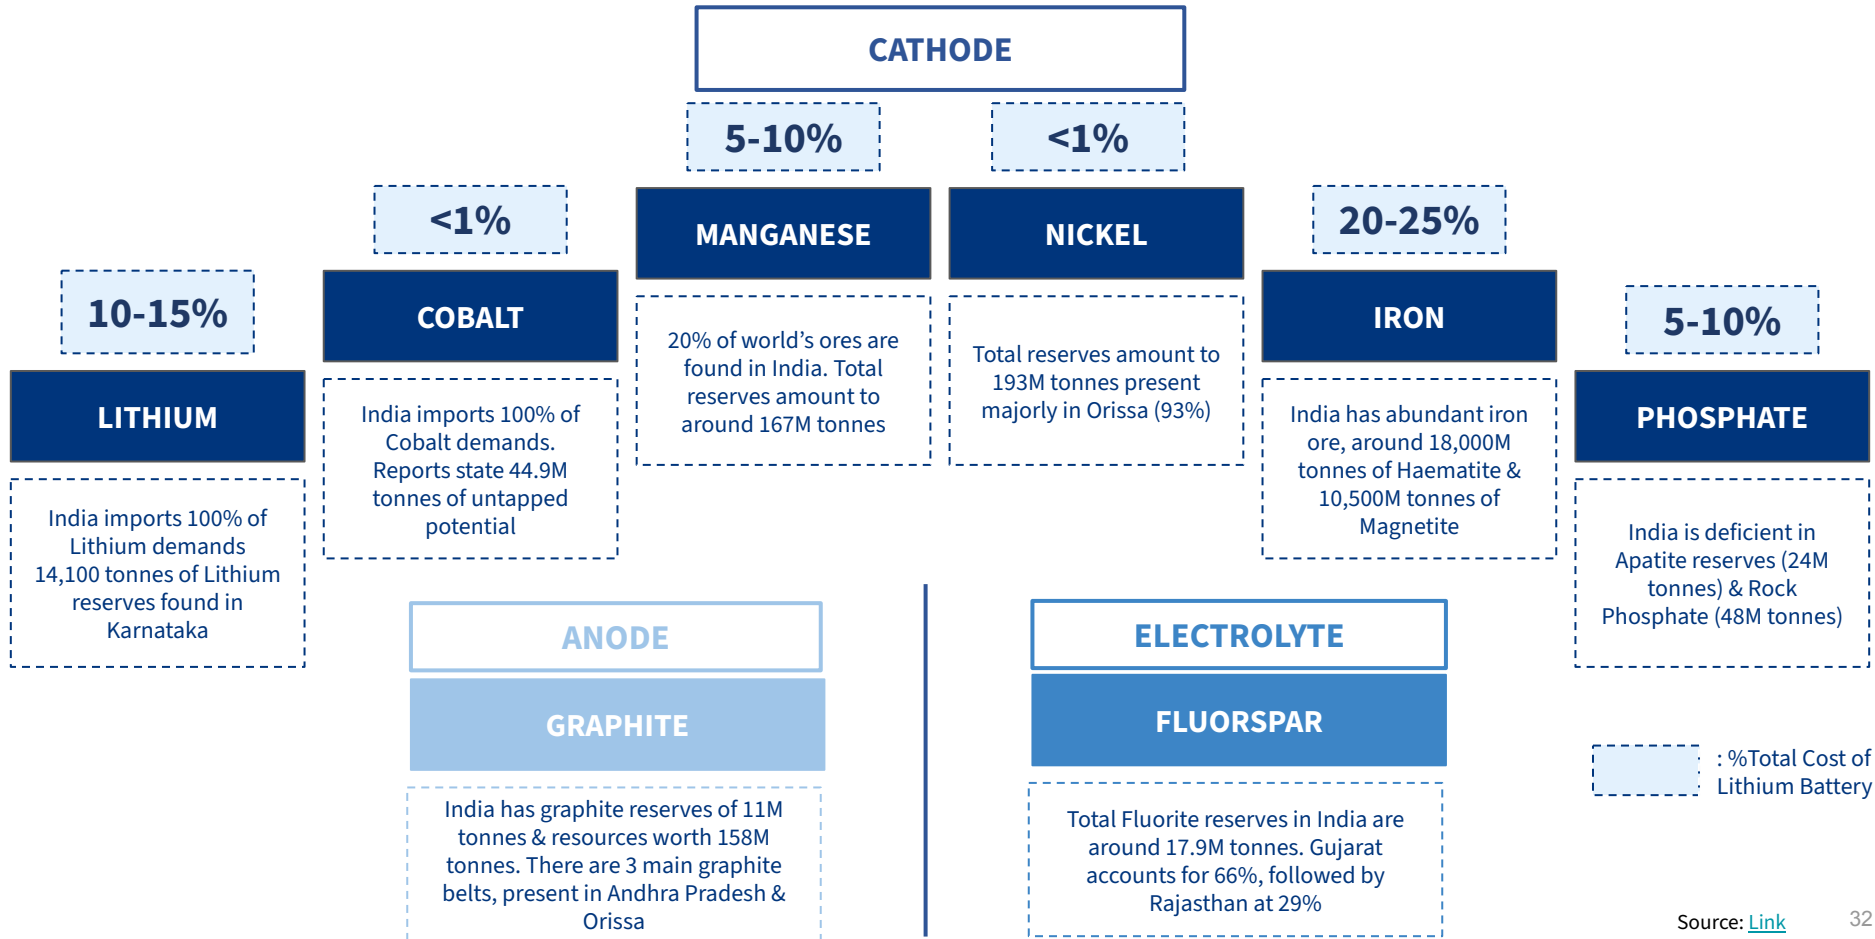 CATHODE
10-15%
LITHIUM
India imports 100% of
Lithium demands
14,100 tonnes of Lithium
reserves found in
Karnataka
<1%
COBALT
India imports 100% of
Cobalt demands.
Reports state 44.9M
tonnes of untapped
potential
5-10%
MANGANESE
20% of world’s ores are
found in India. Total
reserves amount to
around 167M tonnes
<1%
NICKEL
Total reserves amount to
193M tonnes present
majorly in Orissa (93%)
20-25%
IRON
India has abundant iron
ore, around 18,000M
tonnes of Haematite &
10,500M tonnes of
Magnetite
5-10%
PHOSPHATE
India is deficient in
Apatite reserves (24M
tonnes) & Rock
Phosphate (48M tonnes)
ANODE
GRAPHITE
India has graphite reserves of 11M
tonnes & resources worth 158M
tonnes. There are 3 main graphite
belts, present in Andhra Pradesh &
Orissa
ELECTROLYTE
FLUORSPAR
Total Fluorite reserves in India are
around 17.9M tonnes. Gujarat
accounts for 66%, followed by
Rajasthan at 29%
: %Total Cost of
Lithium Battery
Source: Link
32